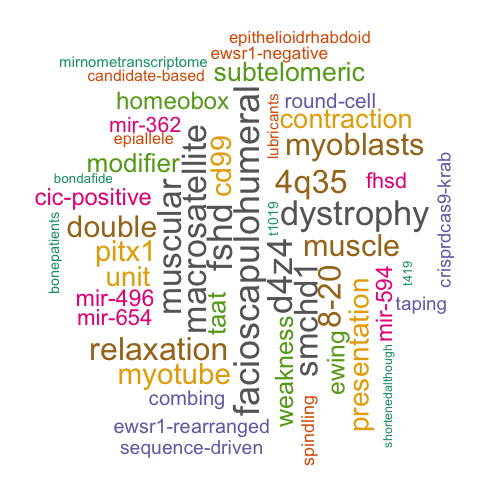 epithelioidrhabdoid
ewsr1-negative
mirnometranscriptome
candidate-based
subtelomeric
homeobox
lubricants
round-cell
mir-362
contraction
epiallele
myoblasts
modifier
cd99
bondafide
cic-positive
4q35
fhsd
crisprdcas9-krab
muscular
macrosatellite
fshd
facioscapulohumeral
double
t1019
dystrophy
bonepatients
pitx1
d4z4
muscle
unit
smchd1
8-20
t419
mir-496
taat
mir-594
taping
mir-654
weakness
ewing
presentation
relaxation
myotube
shortenedalthough
combing
spindling
ewsr1-rearranged
sequence-driven